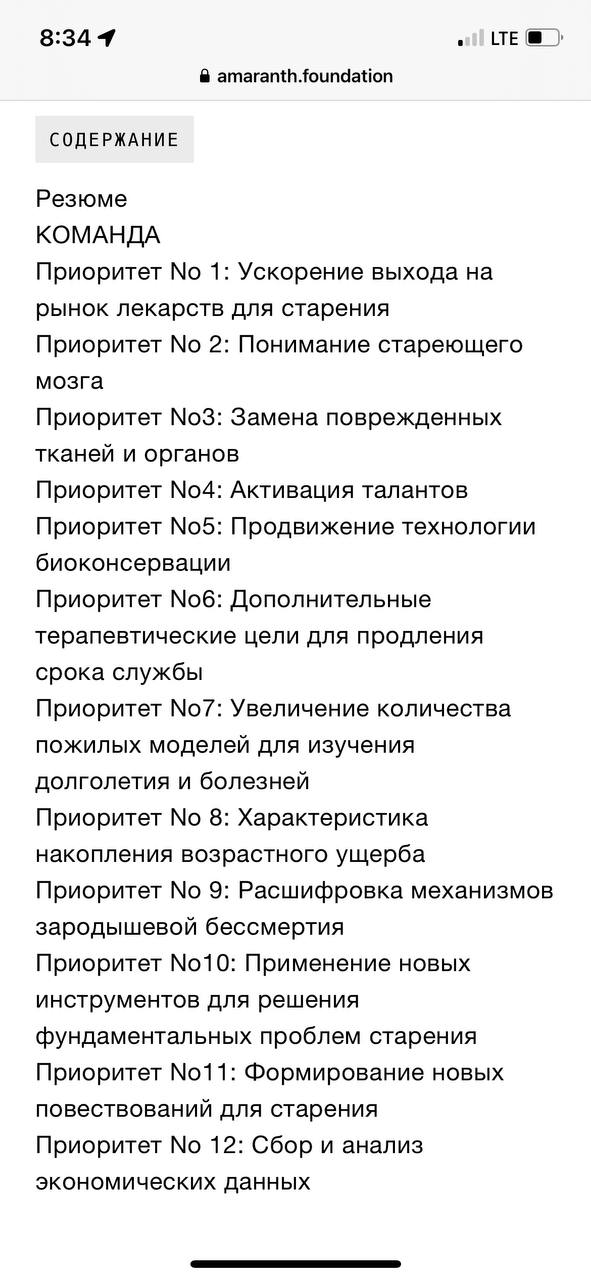 8:34
LTE
amaranth.foundation
СОДЕРЖАНИЕ
Резюме
КОМАНДА
Приоритет No 1: Ускорение выхода на
рынок лекарств для старения
Приоритет No 2: Понимание стареющего
мозга
Приоритет No3: Замена поврежденных
тканей и органов
Приоритет No4: Активация талантов
Приоритет No5: Продвижение технологии
биоконсервации
Приоритет No6: Дополнительные
терапевтические цели для продления
срока службы
Приоритет No7: Увеличение количества
пожилых моделей для изучения
долголетия и болезней
Приоритет No 8: Характеристика
накопления возрастного ущерба
Приоритет No 9: Расшифровка механизмов
зародышевой бессмертия
Приоритет No10: Применение новых
инструментов для решения
фундаментальных проблем старения
Приоритет No11: Формирование новых
повествований для старения
Приоритет No 12: Сбор и анализ
экономических данных